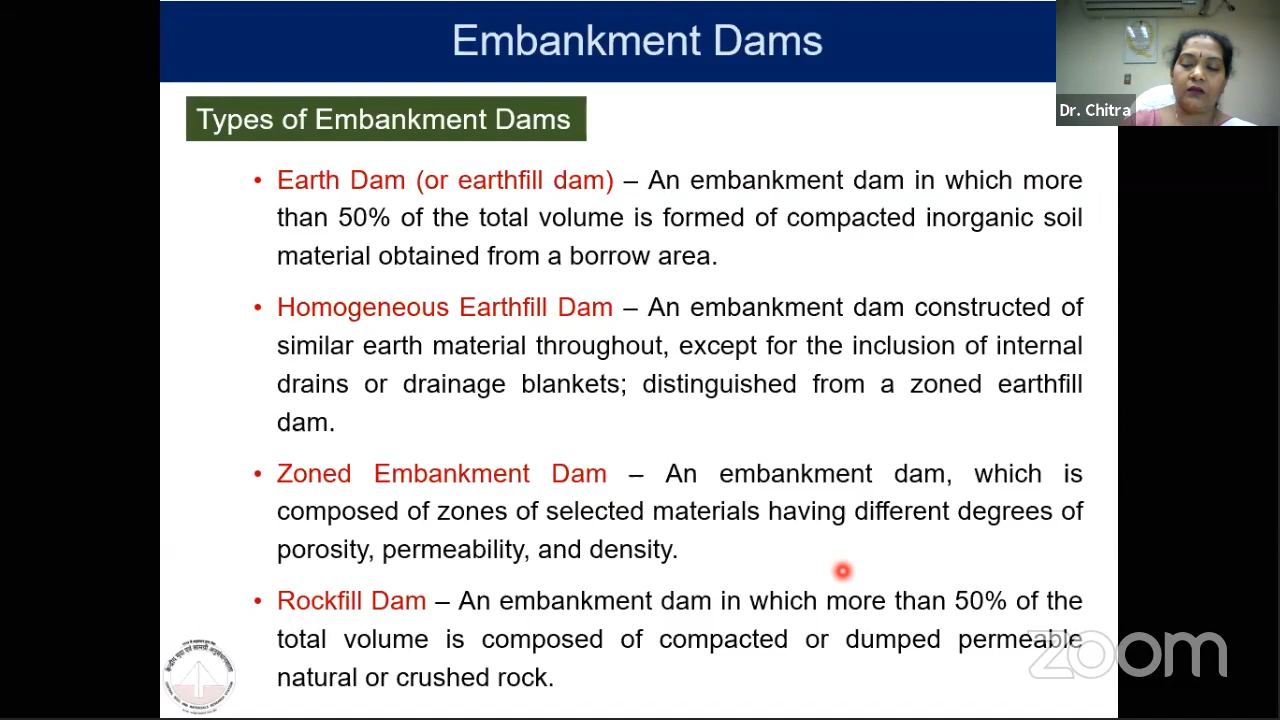 Embankment Dams
Dr. Chitra
Types of Embankment Dams
• Earth Dam (or earthfill dam) – An embankment dam in which more
than 50% of the total volume is formed of compacted inorganic soil
material obtained from a borrow area.
• Homogeneous Earthfill Dam – An embankment dam constructed of
similar earth material throughout, except for the inclusion of internal
drains or drainage blankets; distinguished from a zoned earthfill
dam.
• Zoned Embankment Dam – An embankment dam, which is
composed of zones of selected materials having different degrees of
porosity, permeability, and density.
• Rockfill Dam – An embankment dam in which more than 50% of the
total volume is composed of compacted or dumped permeable
natural or crushed rock.
zoom